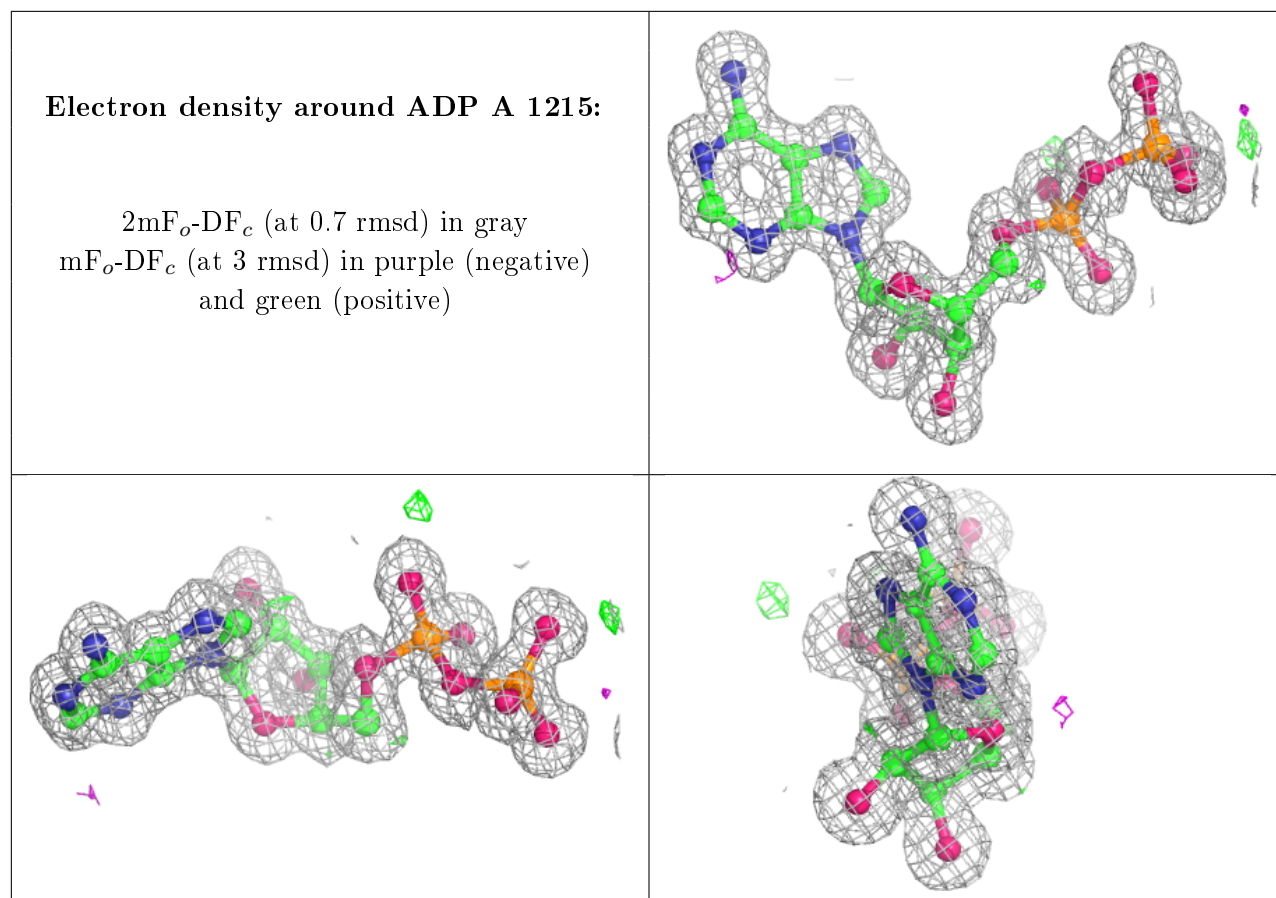 Electron density around ADP A 1215:
2mFₒ-DF𝒸 (at 0.7 rmsd) in gray
mFₒ-DF𝒸 (at 3 rmsd) in purple (negative)
and green (positive)